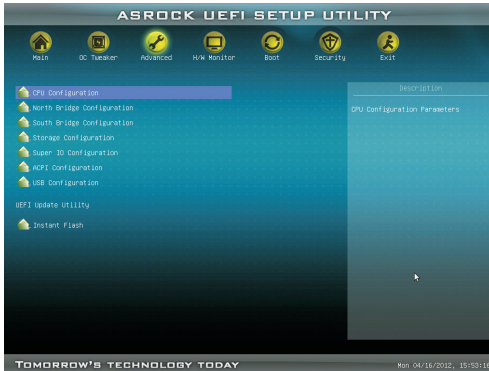 ASROCK UEFI SETUP UTILITY
Main OC Tweaker Advanced H/W Monitor Boot Security Exit
Description
CPU Configuration
CPU Configuration Parameters
North Bridge Configuration
South Bridge Configuration
Storage Configuration
Super IO Configuration
ACPI Configuration
USB Configuration
UEFI Update Utility
Instant Flash
TOMORROW'S TECHNOLOGY TODAY
Mon 04/16/2012, 15:53:16